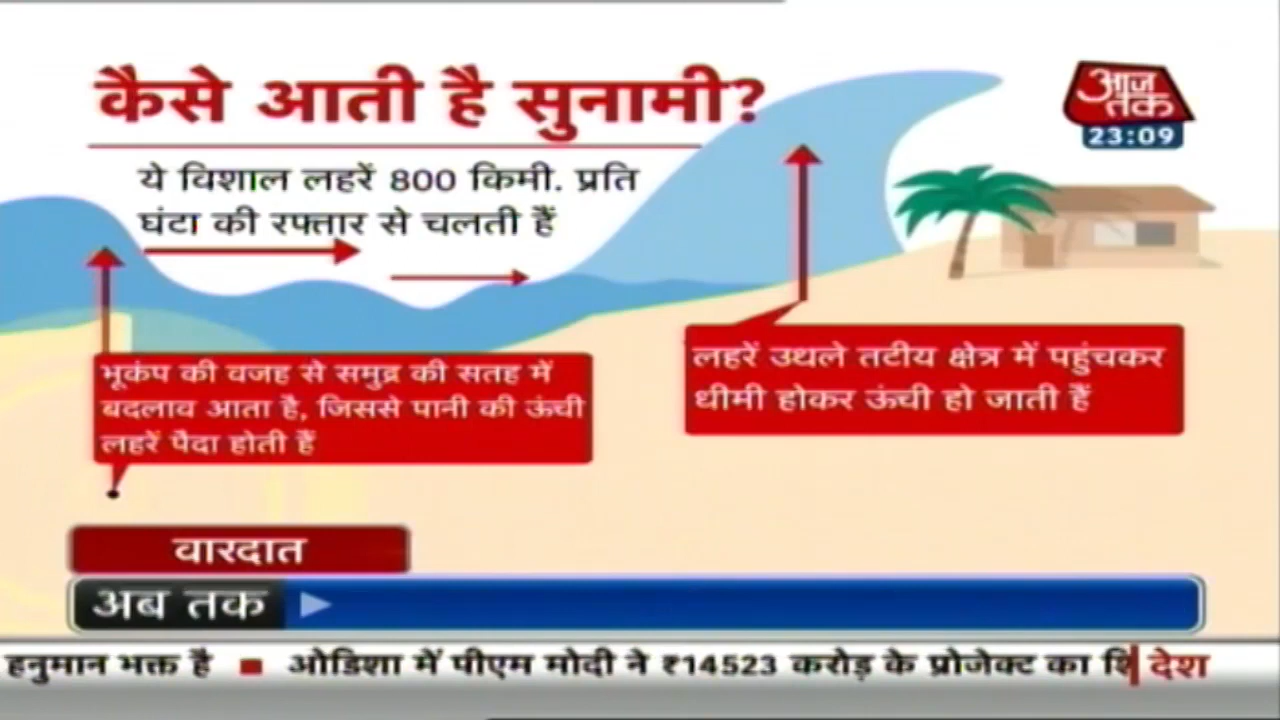 कैसे आती है सुनामी?
आज
तक
23:09
ये विशाल लहरें 800 किमी. प्रति
घंटा की रफ्तार से चलती हैं
भूकंप की वजह से समुद्र की सतह में
बदलाव आता है, जिससे पानी की ऊंची
लहरें पैदा होती हैं
लहरें उथले तटीय क्षेत्र में पहुंचकर
धीमी होकर ऊंची हो जाती हैं
वारदात
अब तक
हनुमान भक्त है ■ ओडिशा में पीएम मोदी ने ₹14523 करोड़ के प्रोजेक्ट का
देश